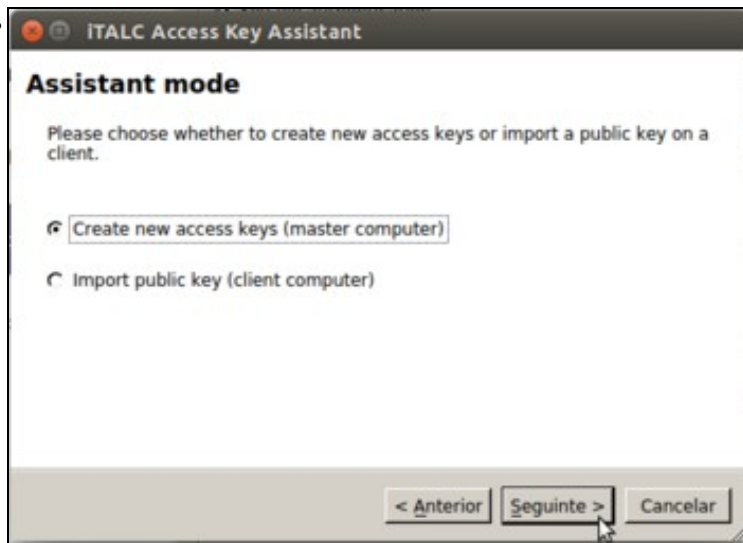 iTALC Access Key Assistant
Assistant mode
Please choose whether to create new access keys or import a public key on a
client.
Create new access keys (master computer)
Import public key (client computer)
< Anterior
Seguinte >
Cancelar